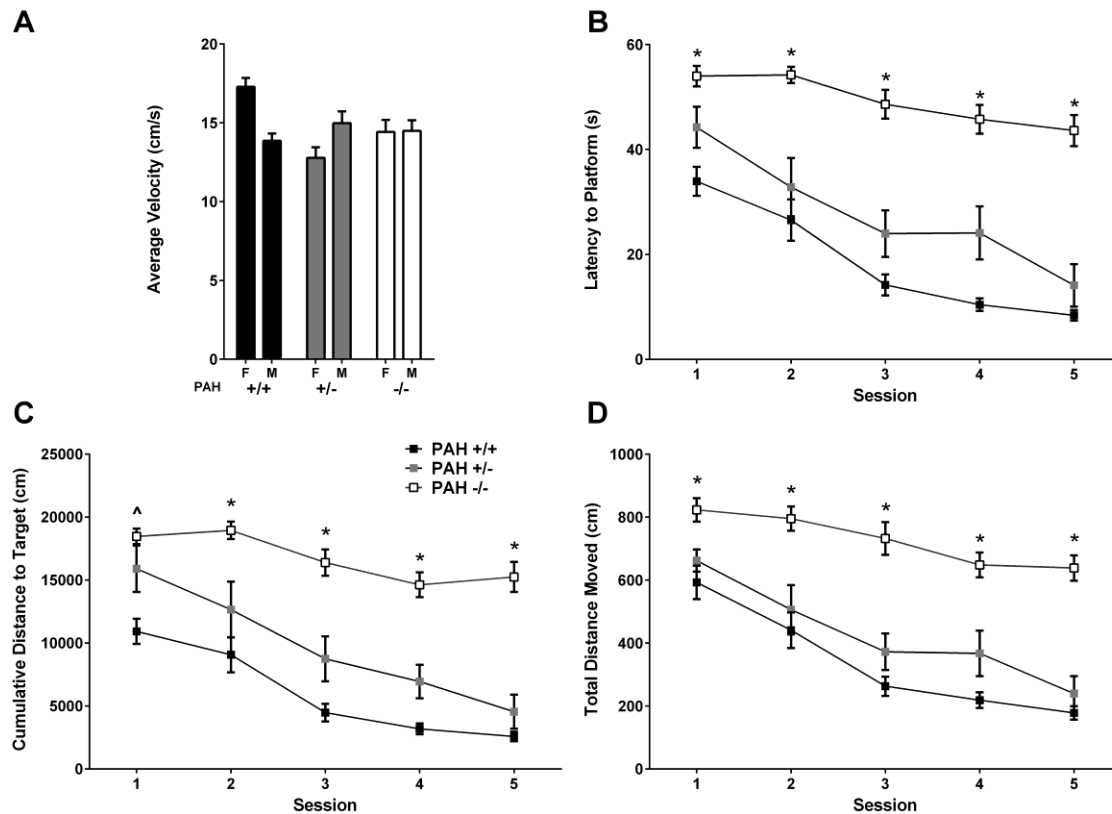 A
Average Velocity (cm/s)
20
15
10
5
0
F M F M F M
PAH +/+ +/- -/-
B
Latency to Platform (s)
60
40
20
0
* * * * *
1 2 3 4 5
Session
C
Cumulative Distance to Target (cm)
25000
20000
15000
10000
5000
0
PAH +/+
PAH +/-
PAH -/-
^ * * * *
1 2 3 4 5
Session
D
Total Distance Moved (cm)
1000
800
600
400
200
0
* * * * *
1 2 3 4 5
Session